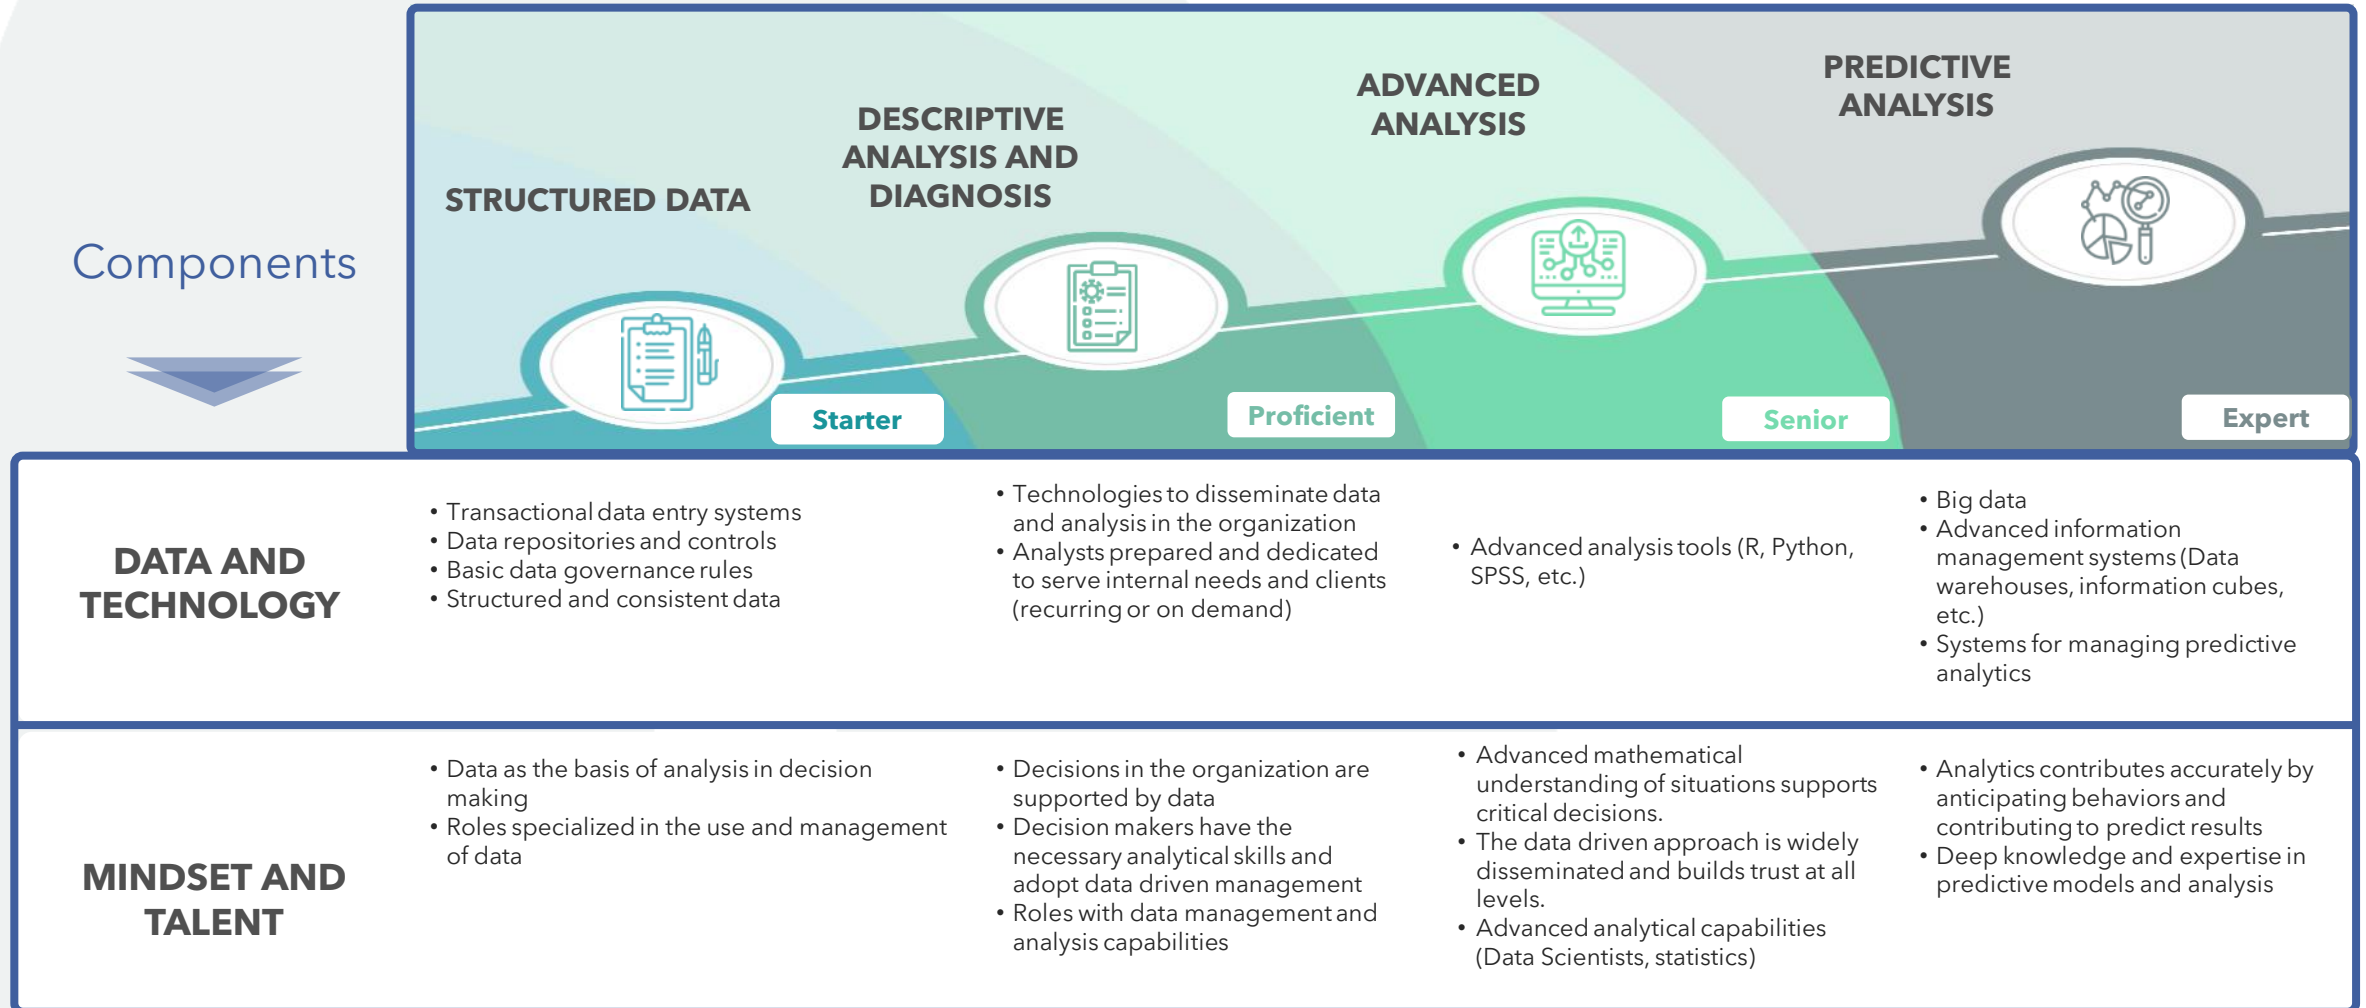 Components
STRUCTURED DATA
DESCRIPTIVE
ANALYSIS AND
DIAGNOSIS
ADVANCED
ANALYSIS
PREDICTIVE
ANALYSIS
Starter
Proficient
Senior
Expert
DATA AND
TECHNOLOGY
• Transactional data entry systems
• Data repositories and controls
• Basic data governance rules
• Structured and consistent data
• Technologies to disseminate data
and analysis in the organization
• Analysts prepared and dedicated
to serve internal needs and clients
(recurring or on demand)
• Advanced analysis tools (R, Python,
SPSS, etc.)
• Big data
• Advanced information
management systems (Data
warehouses, information cubes,
etc.)
• Systems for managing predictive
analytics
MINDSET AND
TALENT
• Data as the basis of analysis in decision
making
• Roles specialized in the use and management
of data
• Decisions in the organization are
supported by data
• Decision makers have the
necessary analytical skills and
adopt data driven management
• Roles with data management and
analysis capabilities
• Advanced mathematical
understanding of situations supports
critical decisions.
• The data driven approach is widely
disseminated and builds trust at all
levels.
• Advanced analytical capabilities
(Data Scientists, statistics)
• Analytics contributes accurately by
anticipating behaviors and
contributing to predict results
• Deep knowledge and expertise in
predictive models and analysis